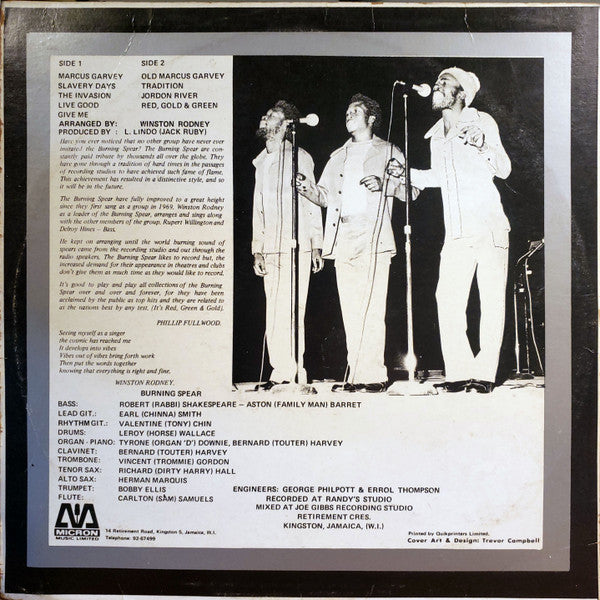 SIDE 1 SIDE 2
MARCUS GARVEY OLD MARCUS GARVEY
SLAVERY DAYS TRADITION
THE INVASION JORDON RIVER
LIVE GOOD RED, GOLD & GREEN
GIVE ME
ARRANGED BY: WINSTON RODNEY
PRODUCED BY : L. LINDO (JACK RUBY)
Have you ever noticed that no other group have never ever
imitated the Burning Spear? The Burning Spear are con-
stantly paid tribute by thousands all over the globe. They
have gone through a tradition of hard times in the passages
of recording studios to have achieved such fame of flame.
This achievement has resulted in a distinctive style, and so
it will be in the future.
The Burning Spear have fully improved to a great height
since they first sang as a group in 1969. Winston Rodney
as a leader of the Burning Spear, arranges and sings along
with the other members of the group, Rupert Willington and
Delroy Hines – Bass.
He kept on arranging until the world burning sound of
spears came from the recording studio and out through the
radio speakers. The Burning Spear likes to record but, the
increased demand for their appearance in theatres and clubs
don't give them as much time as they would like to record.
It's good to play and play all collections of the Burning
Spear over and over and forever, for they have been
acclaimed by the public as top hits and they are related to
as the nations best by any test. (It's Red, Gold & Green).
PHILLIP FULLWOOD.
Seeing myself as a singer
the cosmic has reached me
It develops into vibes
Vibes out of vibes bring forth work
Then put the words together
knowing that everything is right and fine.
WINSTON RODNEY.
BURNING SPEAR
BASS: ROBERT (RABBI) SHAKESPEARE – ASTON (FAMILY MAN) BARRET
LEAD GIT.: EARL (CHINNA) SMITH
RHYTHM GIT.: VALENTINE (TONY) CHIN
DRUMS: LEROY (HORSE) WALLACE
ORGAN - PIANO: TYRONE (ORGAN 'D') DOWNIE, BERNARD (TOUTER) HARVEY
CLAVINET: BERNARD (TOUTER) HARVEY
TROMBONE: VINCENT (TROMMIE) GORDON
TENOR SAX: RICHARD (DIRTY HARRY) HALL
ALTO SAX: HERMAN MARQUIS
TRUMPET: BOBBY ELLIS
FLUTE: CARLTON (SAM) SAMUELS
ENGINEERS: GEORGE PHILPOTT & ERROL THOMPSON
RECORDED AT RANDY'S STUDIO
MIXED AT JOE GIBBS RECORDING STUDIO
RETIREMENT CRES.
KINGSTON, JAMAICA, (W.I.)
MICRON
MUSIC LIMITED
14 Retirement Road, Kingston 5, Jamaica, W.I.
Telephone: 92-67499
Printed by Quikprinters Limited.
Cover Art & Design: Trevor Campbell